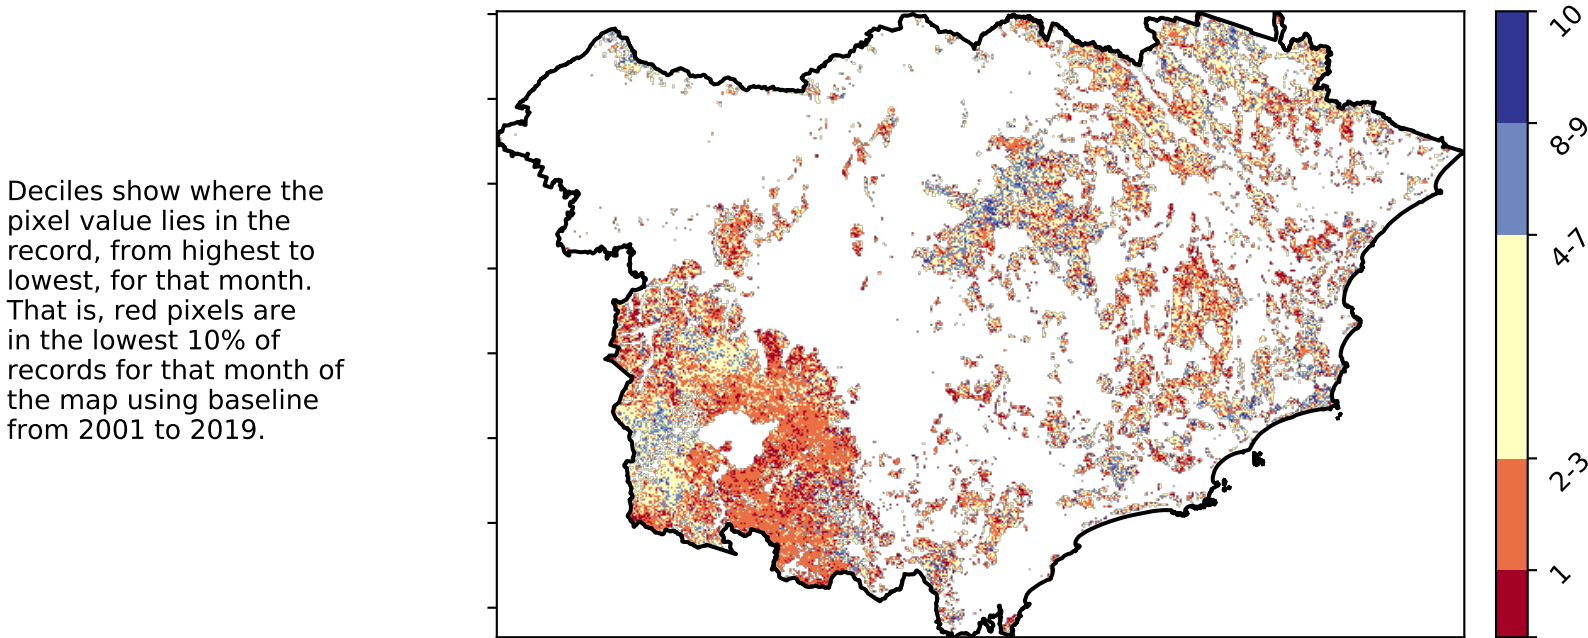 Deciles show where the
pixel value lies in the
record, from highest to
lowest, for that month.
That is, red pixels are
in the lowest 10% of
records for that month of
the map using baseline
from 2001 to 2019.
10
8-9
4-7
2-3
1